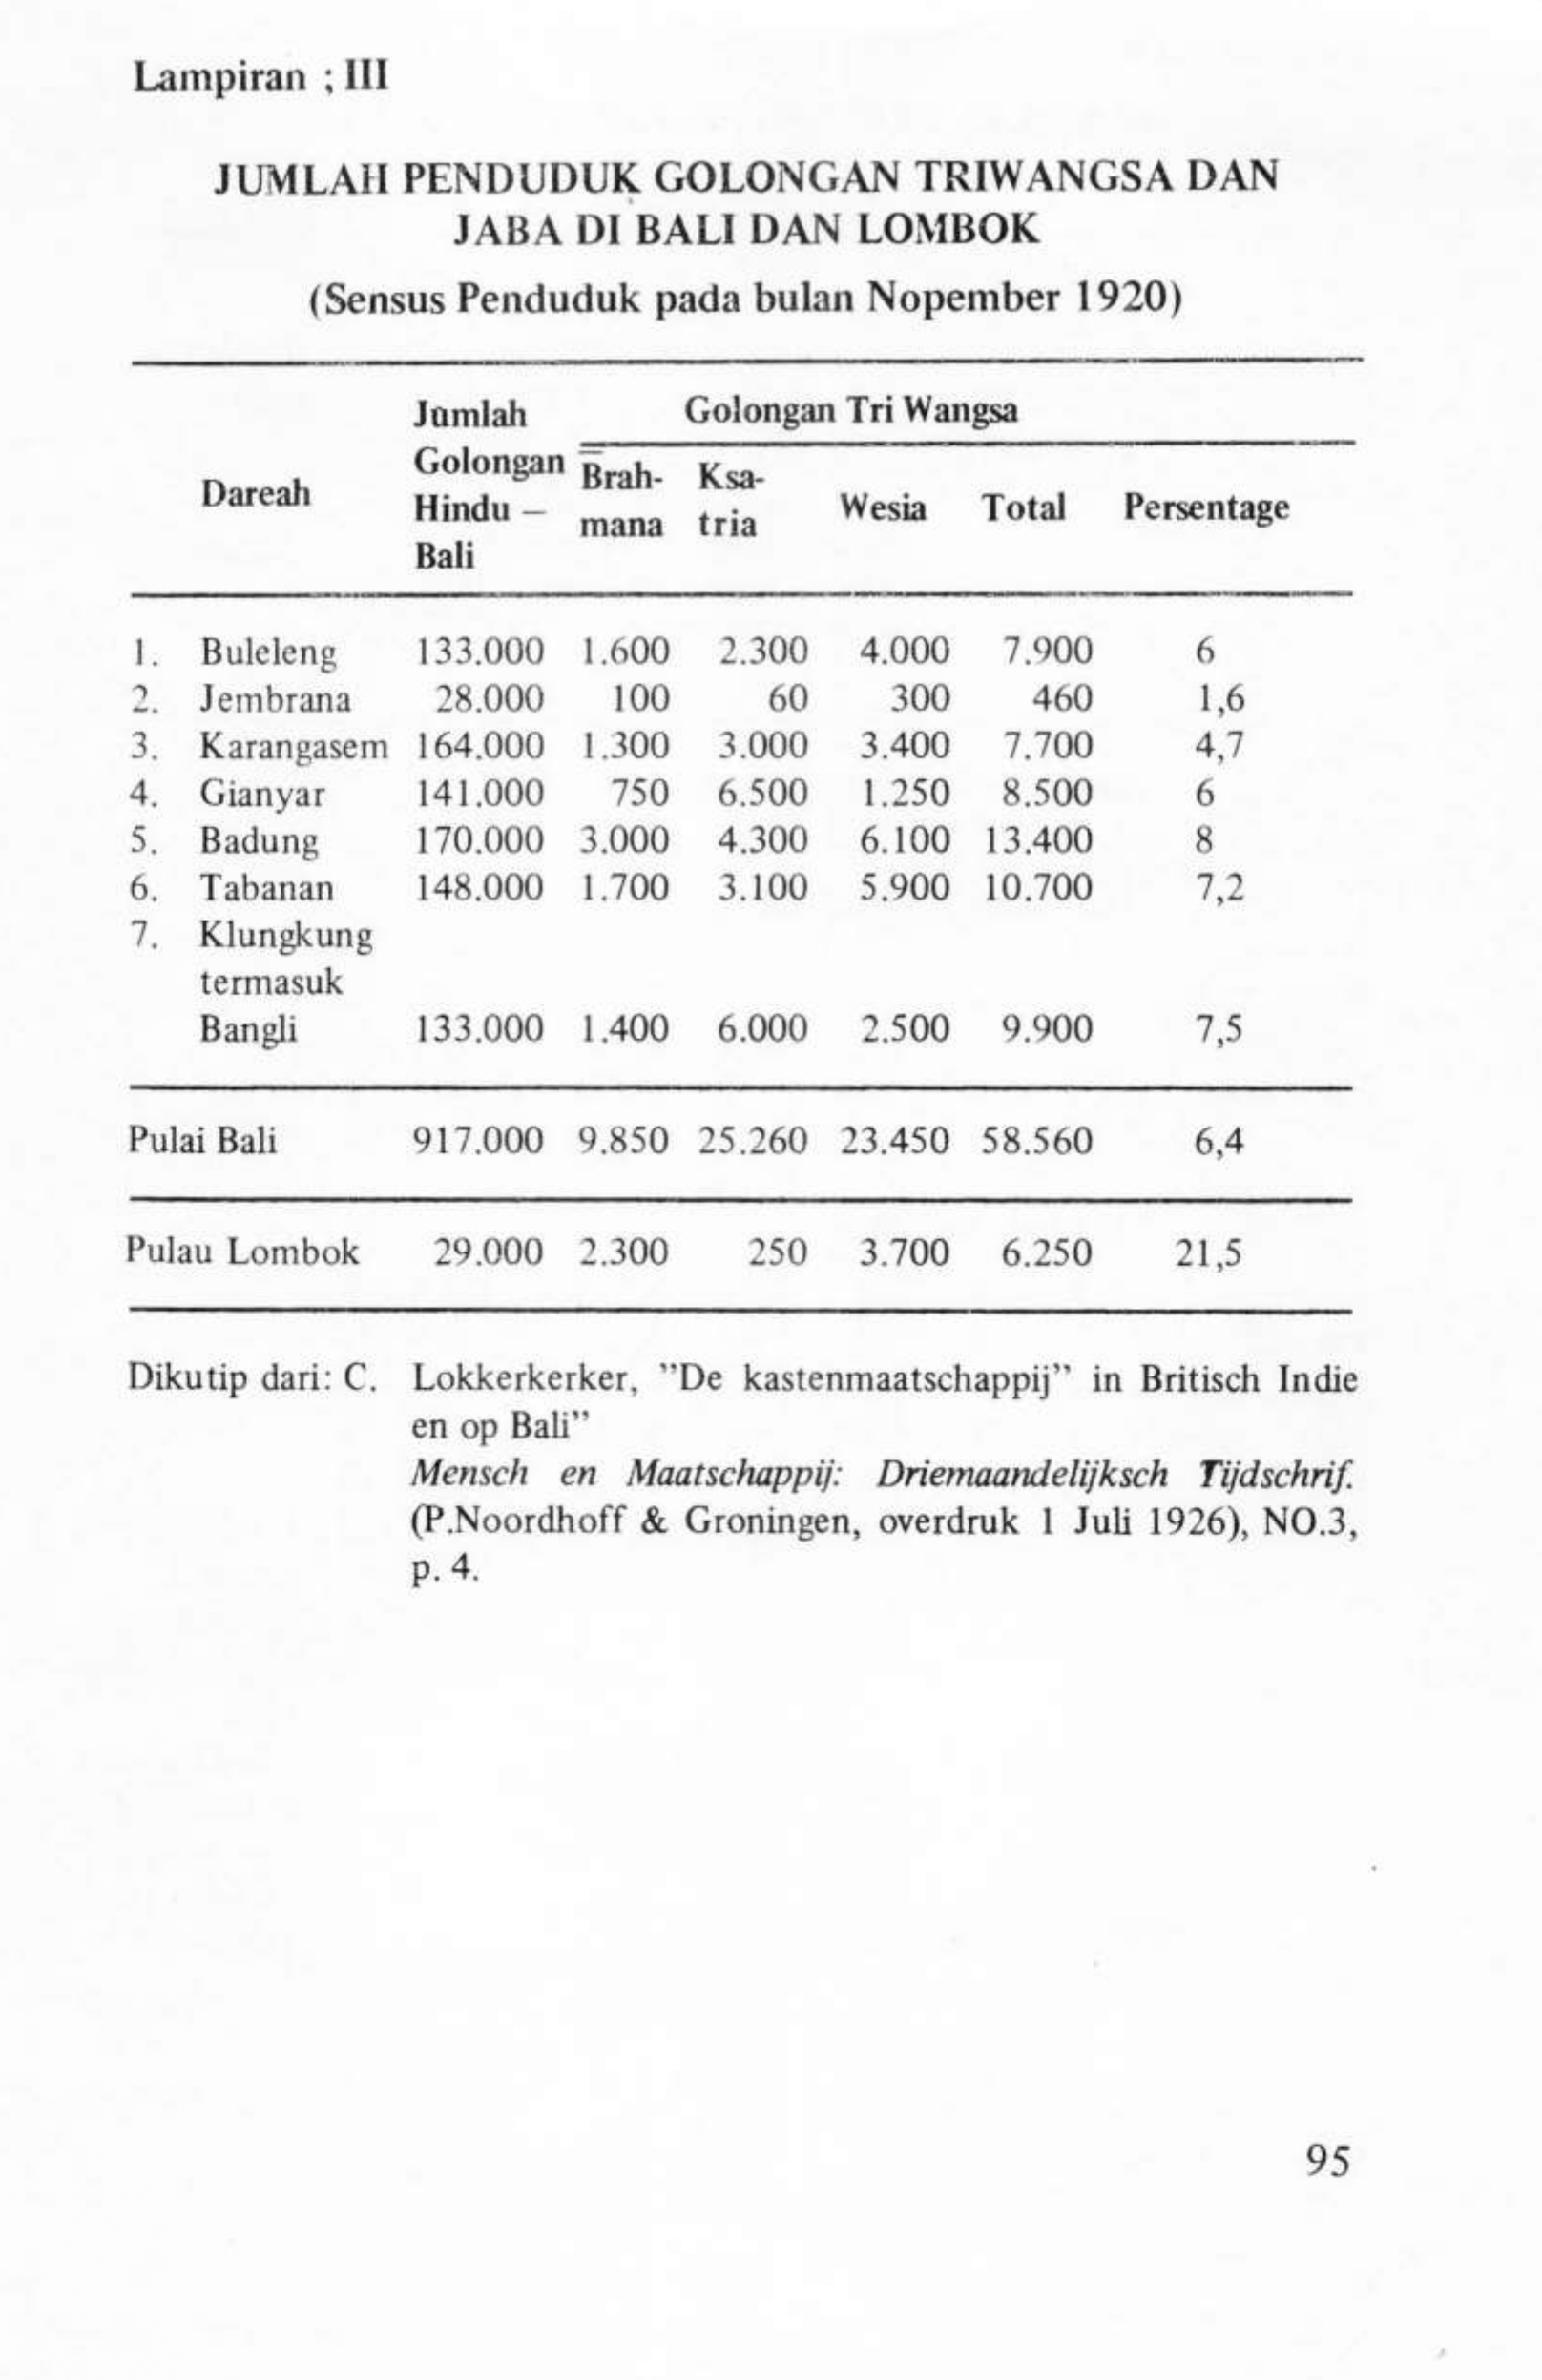 Lampiran ; III
JUMLAH PENDUDUK GOLONGAN TRIWANGSA DAN
JABA DI BALI DAN LOMBOK
(Sensus Penduduk pada bulan Nopember 1920)
Jumlah Golongan Tri Wangsa
Golongan Brah- Ksa-
Dareah Hindu – mana tria Wesia Total Persentage
Bali
1. Buleleng 133.000 1.600 2.300 4.000 7.900 6
2. Jembrana 28.000 100 60 300 460 1,6
3. Karangasem 164.000 1.300 3.000 3.400 7.700 4,7
4. Gianyar 141.000 750 6.500 1.250 8.500 6
5. Badung 170.000 3.000 4.300 6.100 13.400 8
6. Tabanan 148.000 1.700 3.100 5.900 10.700 7,2
7. Klungkung
termasuk
Bangli 133.000 1.400 6.000 2.500 9.900 7,5
Pulai Bali 917.000 9.850 25.260 23.450 58.560 6,4
Pulau Lombok 29.000 2.300 250 3.700 6.250 21,5
Dikutip dari: C. Lokkerkerker, ”De kastenmaatschappij” in Britisch Indie
en op Bali”
Mensch en Maatschappij: Driemaandelijksch Tijdschrif.
(P.Noordhoff & Groningen, overdruk 1 Juli 1926), NO.3,
p. 4.
95